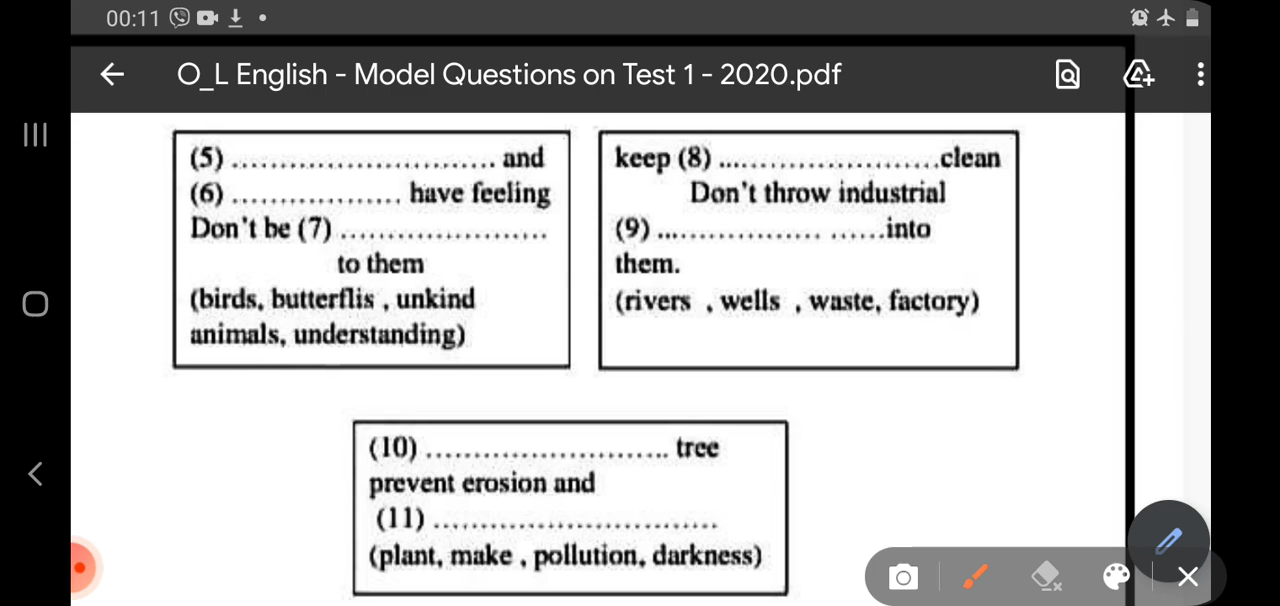 00:11
O_L English - Model Questions on Test 1 - 2020.pdf
(5) ............................ and
(6) .................. have feeling
Don't be (7) ......................
to them
(birds, butterflis , unkind
animals, understanding)
keep (8) ........................clean
Don't throw industrial
(9) .................... ......into
them.
(rivers , wells , waste, factory)
(10) .......................... tree
prevent erosion and
(11) ..............................
(plant, make , pollution, darkness)